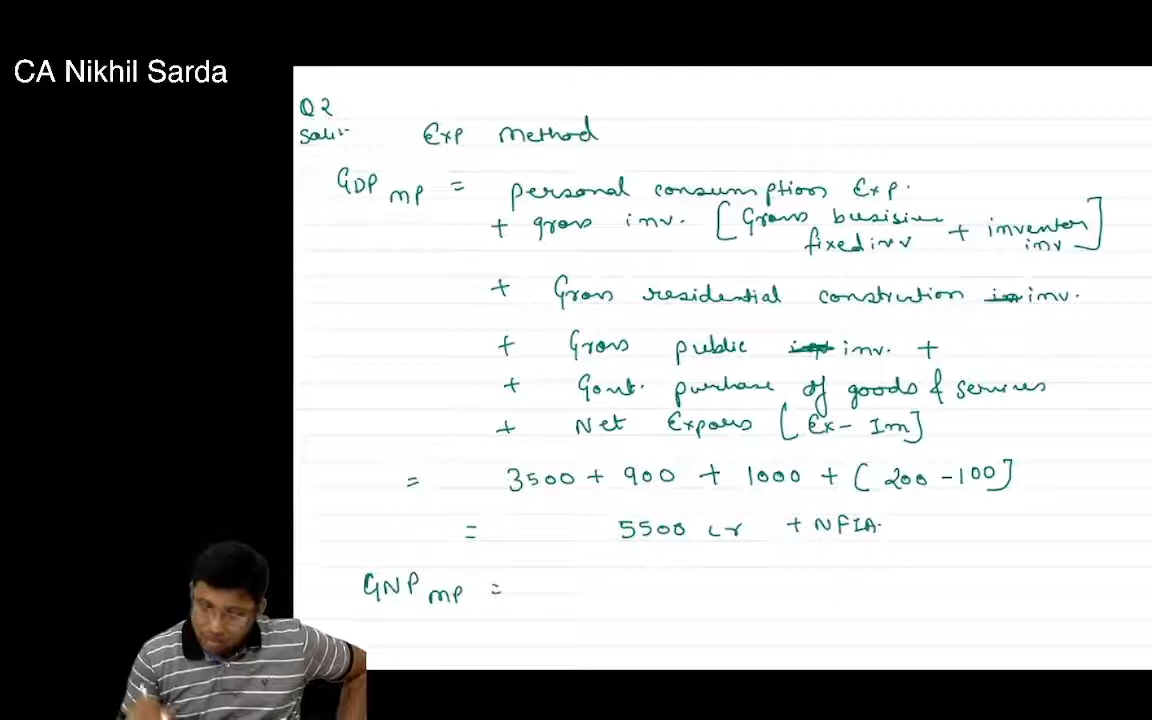 CA Nikhil Sarda
Q2
Soln:- Exp method
GDP MP = personal consumption Exp.
+ gross inv. [Gross business fixed inv + inventory inv]
+ Gross residential constrution inv.
+ Gross public inv. +
+ Govt. purchase of goods & services
+ Net Expors [Ex - Im]
= 3500 + 900 + 1000 + (200 - 100]
= 5500 cr + NFIA.
GNP MP =